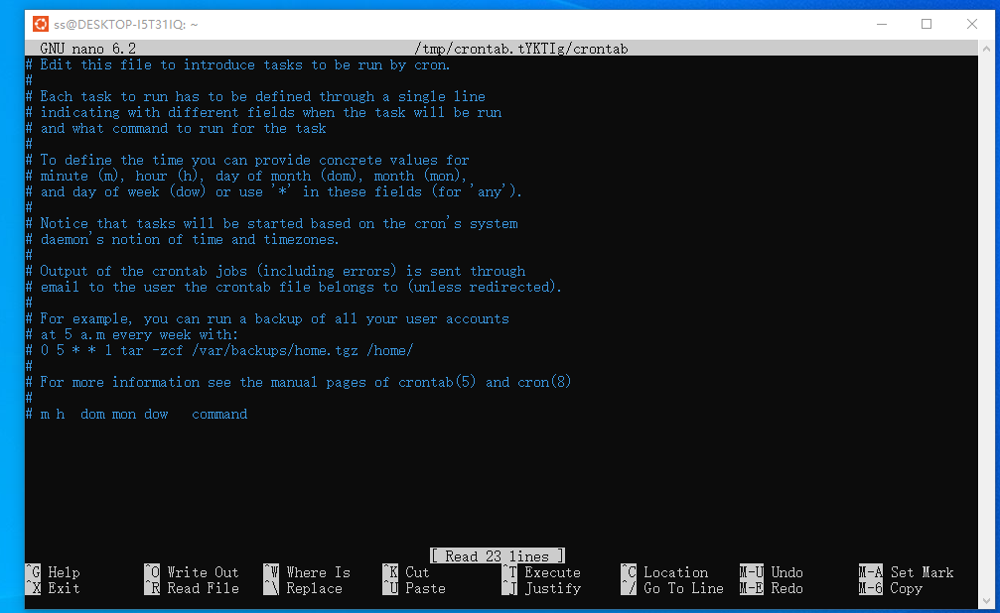 ss@DESKTOP-I5T31IQ: ~
GNU nano 6.2 /tmp/crontab.tYKTIg/crontab
# Edit this file to introduce tasks to be run by cron.
#
# Each task to run has to be defined through a single line
# indicating with different fields when the task will be run
# and what command to run for the task
#
# To define the time you can provide concrete values for
# minute (m), hour (h), day of month (dom), month (mon),
# and day of week (dow) or use '*' in these fields (for 'any').
#
# Notice that tasks will be started based on the cron's system
# daemon's notion of time and timezones.
#
# Output of the crontab jobs (including errors) is sent through
# email to the user the crontab file belongs to (unless redirected).
#
# For example, you can run a backup of all your user accounts
# at 5 a.m every week with:
# 0 5 * * 1 tar -zcf /var/backups/home.tgz /home/
#
# For more information see the manual pages of crontab(5) and cron(8)
#
# m h  dom mon dow   command
[ Read 23 lines ]
^G Help ^O Write Out ^W Where Is ^K Cut ^T Execute ^C Location M-U Undo M-A Set Mark
^X Exit ^R Read File ^\ Replace ^U Paste ^J Justify ^/ Go To Line M-E Redo M-6 Copy